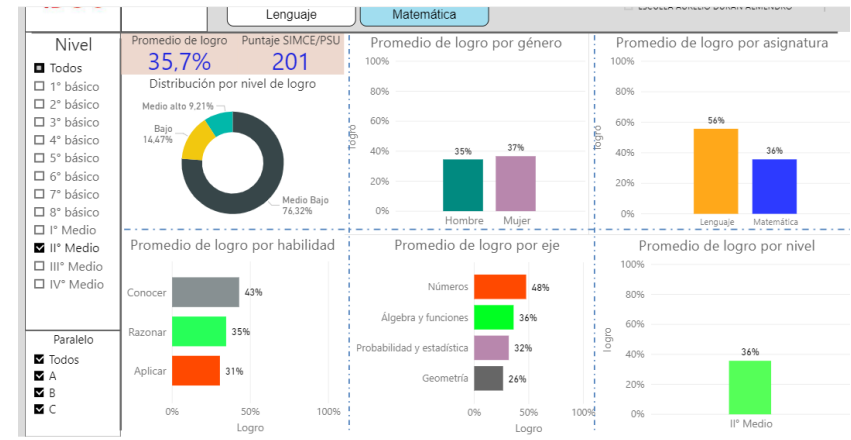 Lenguaje
Matemática
Nivel
Todos
1° básico
2° básico
3° básico
4° básico
5° básico
6° básico
7° básico
8° básico
I° Medio
II° Medio
III° Medio
IV° Medio
Paralelo
Todos
A
B
C
Promedio de logro
Puntaje SIMCE/PSU
35,7%
201
Distribución por nivel de logro
Medio alto 9,21%
Bajo
14,47%
Medio Bajo
76,32%
Promedio de logro por género
100%
80%
60%
40%
20%
0%
logro
35%
37%
Hombre
Mujer
Promedio de logro por asignatura
100%
80%
60%
40%
20%
0%
logro
56%
36%
Lenguaje
Matemática
Promedio de logro por habilidad
Conocer
43%
Razonar
35%
Aplicar
31%
0%
50%
100%
Logro
Promedio de logro por eje
Números
48%
Álgebra y funciones
36%
Probabilidad y estadística
32%
Geometría
26%
0%
50%
100%
Logro
Promedio de logro por nivel
100%
80%
60%
40%
20%
0%
logro
36%
II° Medio